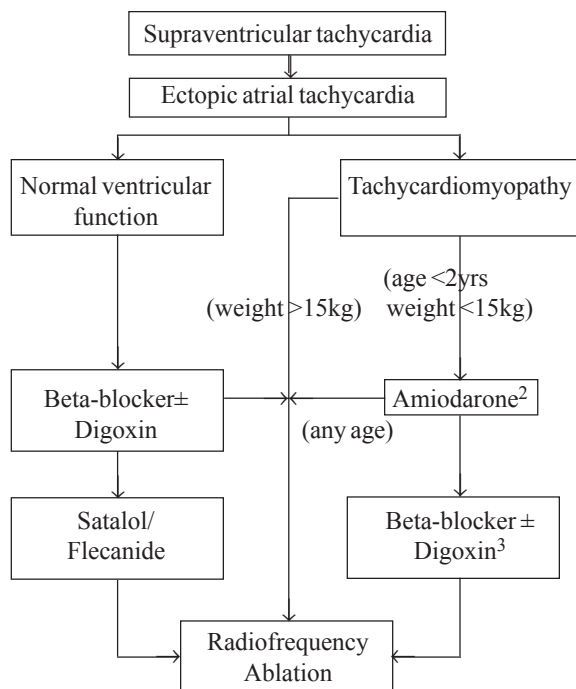 Supraventricular tachycardia
Ectopic atrial tachycardia
Normal ventricular
function
Tachycardiomyopathy
(age <2yrs
weight <15kg)
(weight >15kg)
Beta-blocker±
Digoxin
Amiodarone²
(any age)
Satalol/
Flecanide
Beta-blocker ±
Digoxin³
Radiofrequency
Ablation